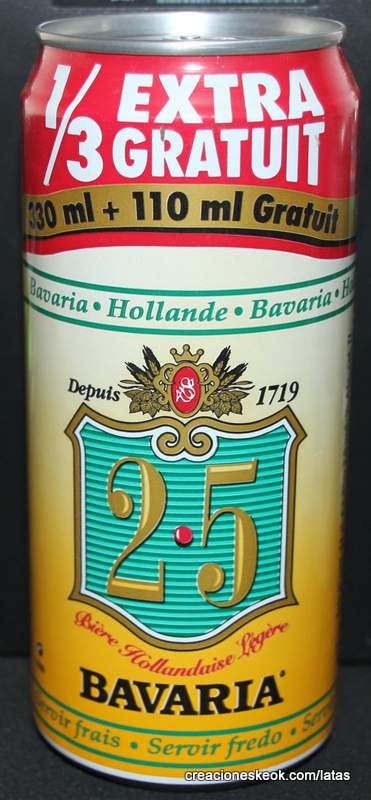 1/3 EXTRA
GRATUIT
330 ml + 110 ml Gratuit
Bavaria • Hollande • Bavaria •
Depuis 1719
2.5
Bière Hollandaise Légère
BAVARIA
Servir frais • Servir fredo •
creacioneskeok.com/latas